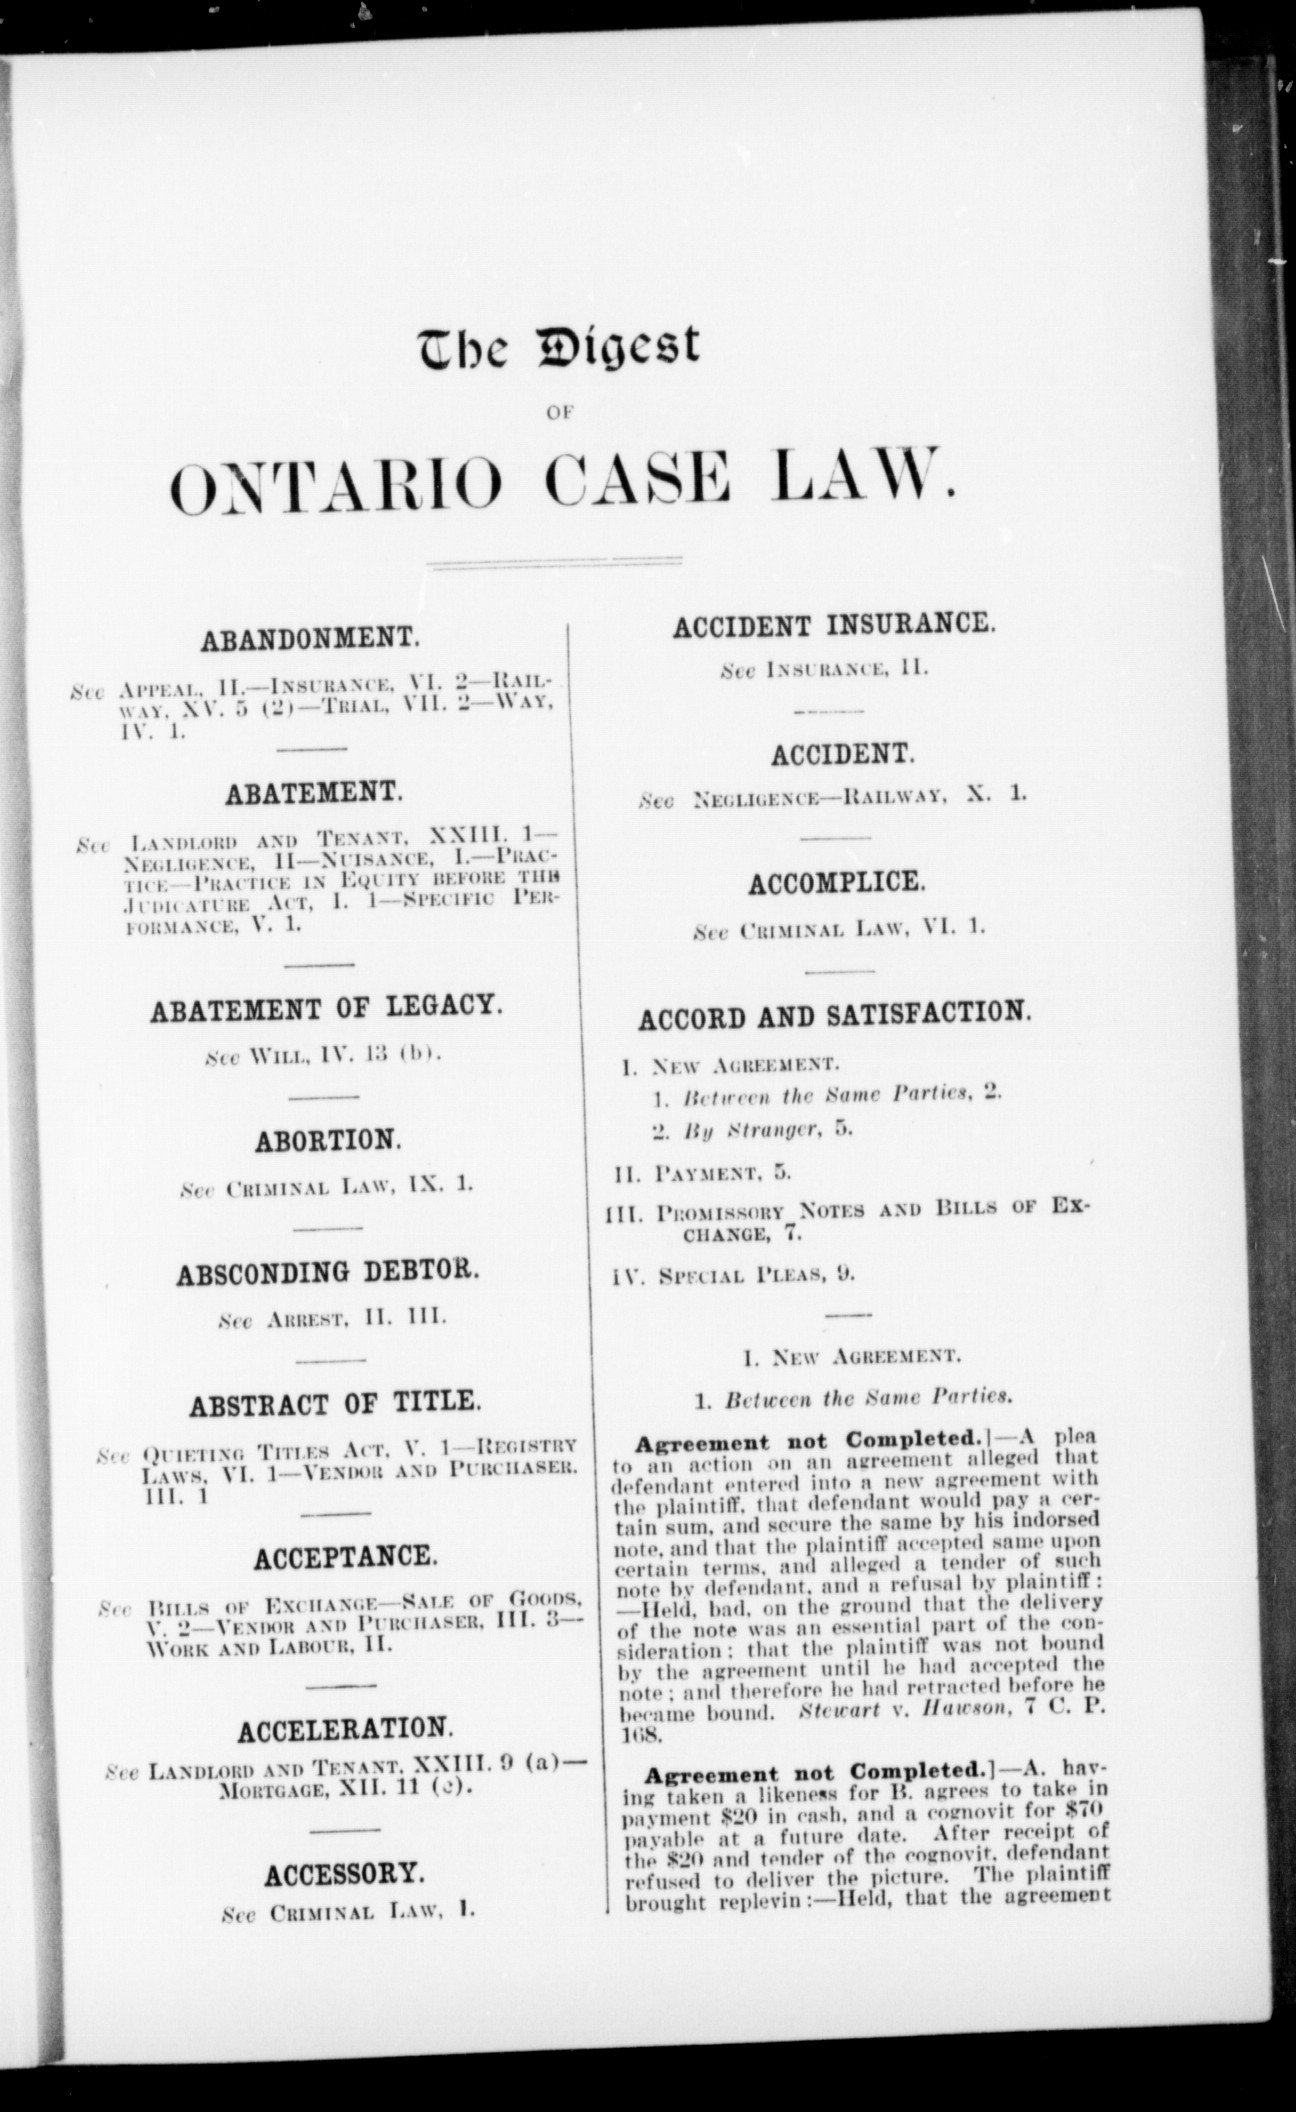 The Digest
OF
ONTARIO CASE LAW.
ABANDONMENT.
See APPEAL, II.—INSURANCE, VI. 2—RAIL-
WAY, XV. 5 (2)—TRIAL, VII. 2—WAY,
IV. 1.
ABATEMENT.
See LANDLORD AND TENANT, XXIII. 1—
NEGLIGENCE, II—NUISANCE, I.—PRAC-
TICE—PRACTICE IN EQUITY BEFORE THE
JUDICATURE ACT, I. 1—SPECIFIC PER-
FORMANCE, V. 1.
ABATEMENT OF LEGACY.
See WILL, IV. 13 (b).
ABORTION.
See CRIMINAL LAW, IX. 1.
ABSCONDING DEBTOR.
See ARREST, II. III.
ABSTRACT OF TITLE.
See QUIETING TITLES ACT, V. 1—REGISTRY
LAWS, VI. 1—VENDOR AND PURCHASER.
III. 1
ACCEPTANCE.
See BILLS OF EXCHANGE—SALE OF GOODS,
V. 2—VENDOR AND PURCHASER, III. 3—
WORK AND LABOUR, II.
ACCELERATION.
See LANDLORD AND TENANT, XXIII. 9 (a)—
MORTGAGE, XII. 11 (c).
ACCESSORY.
See CRIMINAL LAW, I.
ACCIDENT INSURANCE.
See INSURANCE, II.
ACCIDENT.
See NEGLIGENCE—RAILWAY, X. 1.
ACCOMPLICE.
See CRIMINAL LAW, VI. 1.
ACCORD AND SATISFACTION.
I. NEW AGREEMENT.
1. Between the Same Parties, 2.
2. By Stranger, 5.
II. PAYMENT, 5.
III. PROMISSORY NOTES AND BILLS OF EX-
CHANGE, 7.
IV. SPECIAL PLEAS, 9.
I. NEW AGREEMENT.
1. Between the Same Parties.
Agreement not Completed.]—A plea
to an action on an agreement alleged that
defendant entered into a new agreement with
the plaintiff, that defendant would pay a cer-
tain sum, and secure the same by his indorsed
note, and that the plaintiff accepted same upon
certain terms, and alleged a tender of such
note by defendant, and a refusal by plaintiff:
—Held, bad, on the ground that the delivery
of the note was an essential part of the con-
sideration; that the plaintiff was not bound
by the agreement until he had accepted the
note; and therefore he had retracted before he
became bound. Stewart v. Hawson, 7 C. P.
168.
Agreement not Completed.]—A. hav-
ing taken a likeness for B. agrees to take in
payment $20 in cash, and a cognovit for $70
payable at a future date. After receipt of
the $20 and tender of the cognovit, defendant
refused to deliver the picture. The plaintiff
brought replevin:—Held, that the agreement